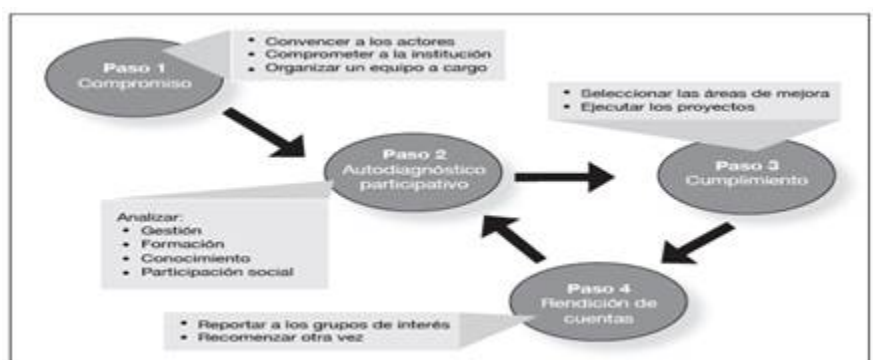 Paso 1
Compromiso
• Convencer a los actores
• Comprometer a la institución
• Organizar un equipo a cargo
Paso 2
Autodiagnóstico
participativo
Analizar:
• Gestión
• Formación
• Conocimiento
• Participación social
• Seleccionar las áreas de mejora
• Ejecutar los proyectos
Paso 3
Cumplimiento
Paso 4
Rendición de
cuentas
• Reportar a los grupos de interés
• Recomenzar otra vez